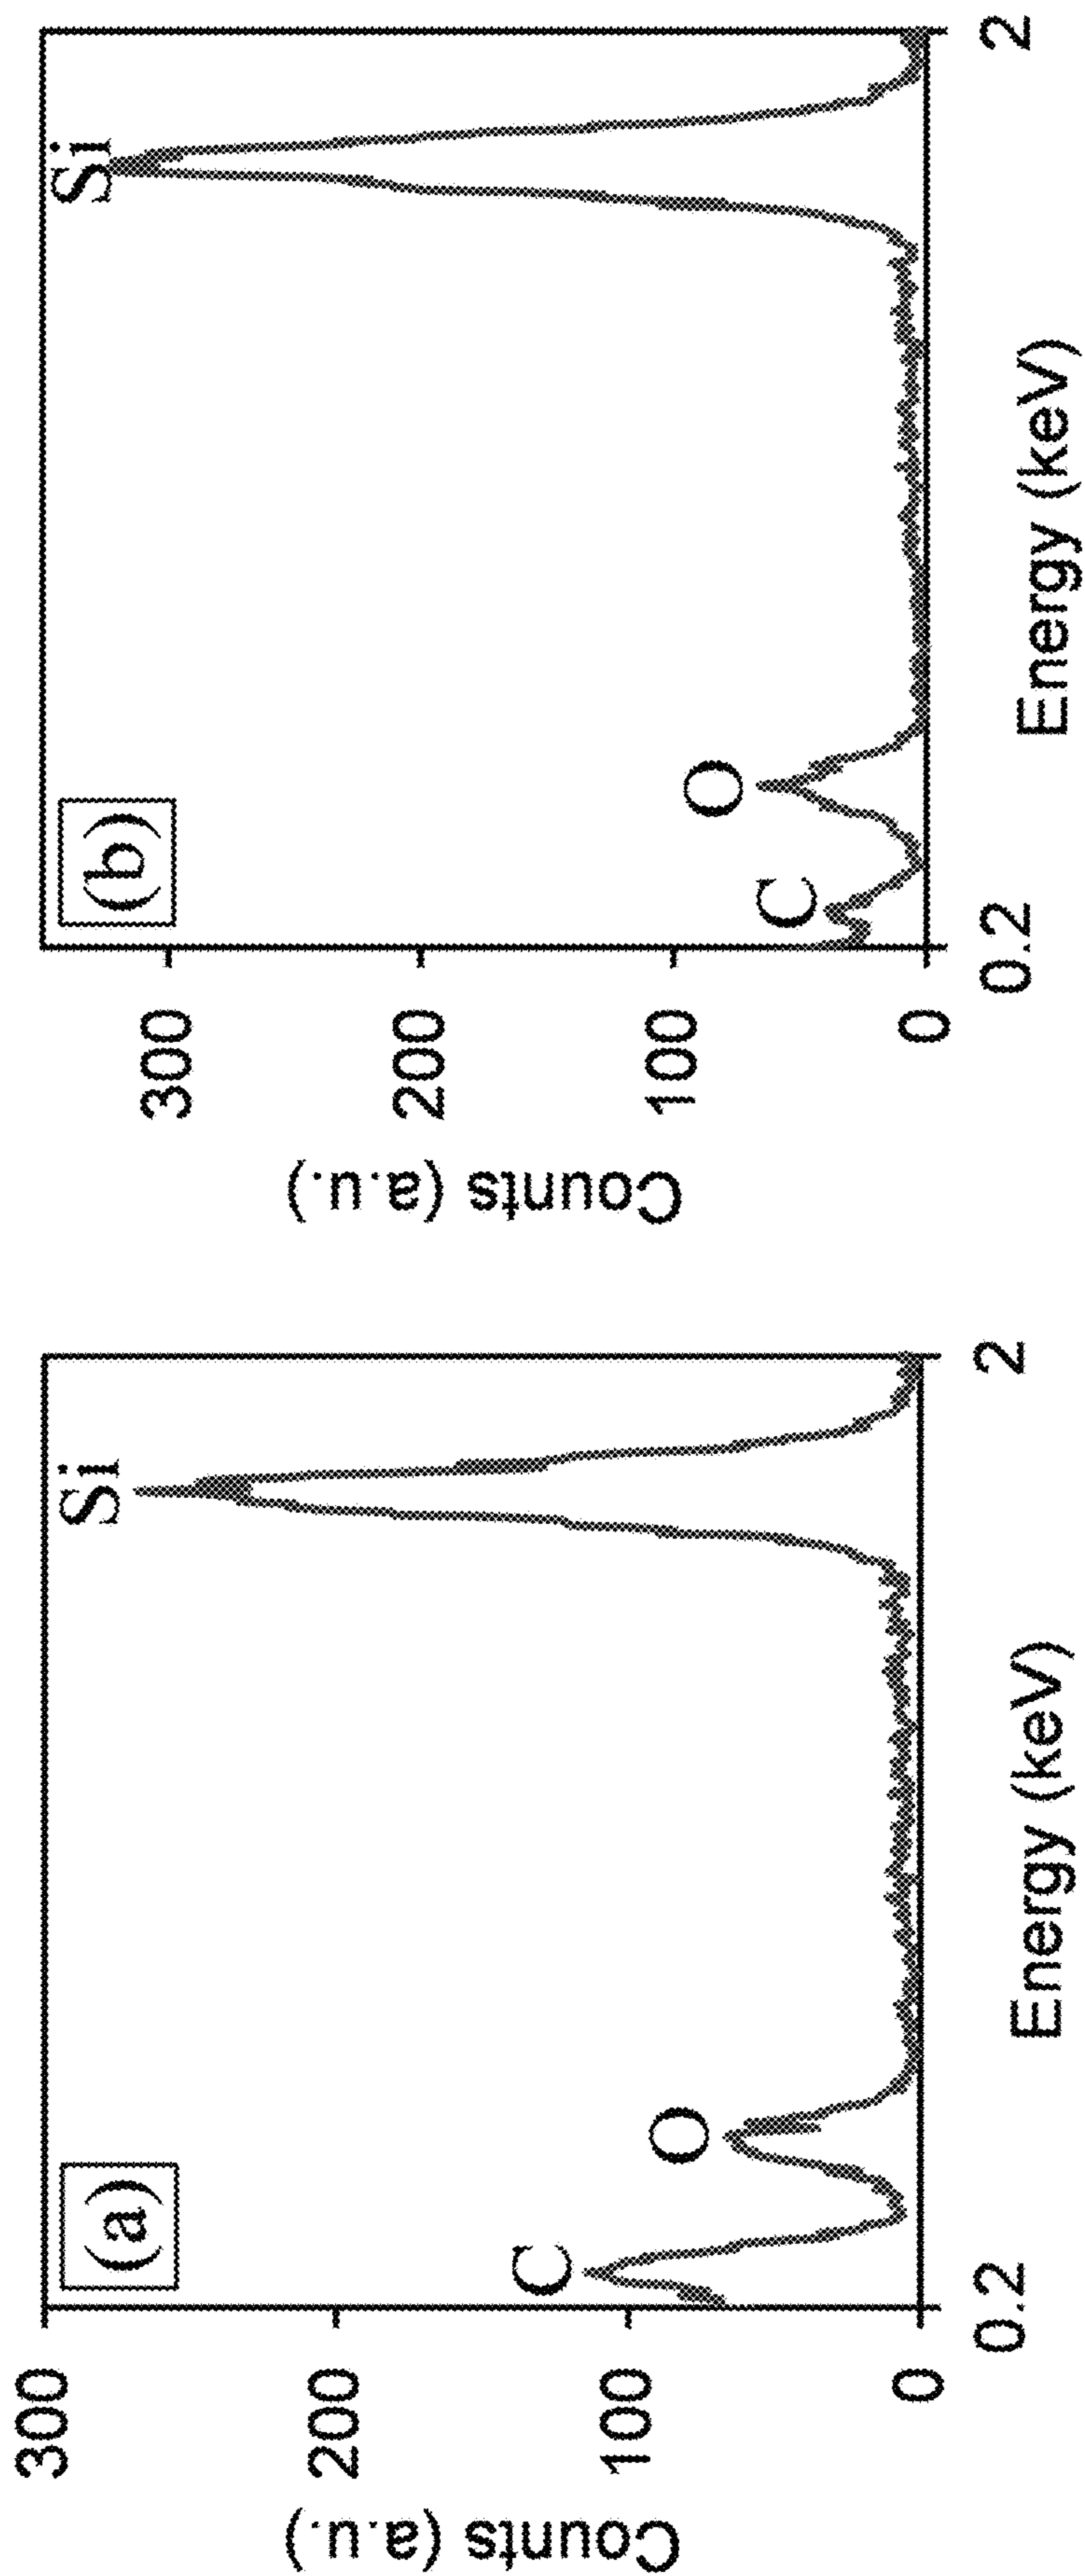 (a)
Counts (a.u.)
300
200
100
0
C
O
Si
0.2
2
Energy (keV)
(b)
Counts (a.u.)
300
200
100
0
C
O
Si
0.2
2
Energy (keV)